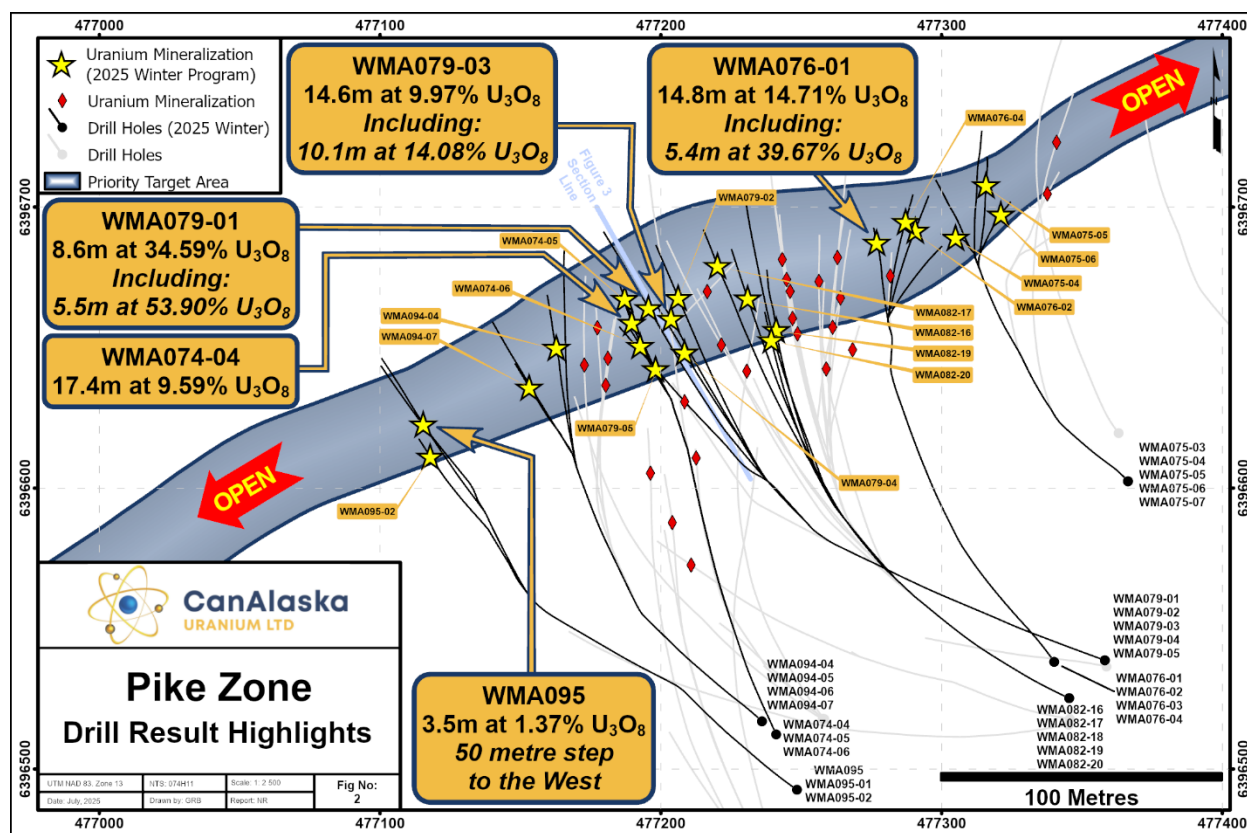 477000
477100
477200
477300
477400
6396700
6396600
6396500
6396700
6396600
6396500
Uranium Mineralization
(2025 Winter Program)
Uranium Mineralization
Drill Holes (2025 Winter)
Drill Holes
Priority Target Area
WMA079-03
14.6m at 9.97% U₃O₈
Including:
10.1m at 14.08% U₃O₈
WMA076-01
14.8m at 14.71% U₃O₈
Including:
5.4m at 39.67% U₃O₈
OPEN
WMA079-01
8.6m at 34.59% U₃O₈
Including:
5.5m at 53.90% U₃O₈
WMA074-04
17.4m at 9.59% U₃O₈
Figure 3
Section
Line
WMA076-04
WMA079-02
WMA074-05
WMA074-06
WMA094-04
WMA094-07
WMA075-05
WMA075-06
WMA075-04
WMA076-02
WMA082-17
WMA082-16
WMA082-19
WMA082-20
WMA079-05
WMA079-04
WMA095-02
OPEN
WMA075-03
WMA075-04
WMA075-05
WMA075-06
WMA075-07
WMA079-01
WMA079-02
WMA079-03
WMA079-04
WMA079-05
WMA076-01
WMA076-02
WMA076-03
WMA076-04
WMA082-16
WMA082-17
WMA082-18
WMA082-19
WMA082-20
WMA094-04
WMA094-05
WMA094-06
WMA094-07
WMA074-04
WMA074-05
WMA074-06
WMA095
WMA095-01
WMA095-02
WMA095
3.5m at 1.37% U₃O₈
50 metre step
to the West
100 Metres
CanAlaska
URANIUM LTD
Pike Zone
Drill Result Highlights
UTM NAD 83, Zone 13
NTS: 074H11
Scale: 1: 2 500
Fig No:
2
Date: July, 2025
Drawn by: GRB
Report: NR